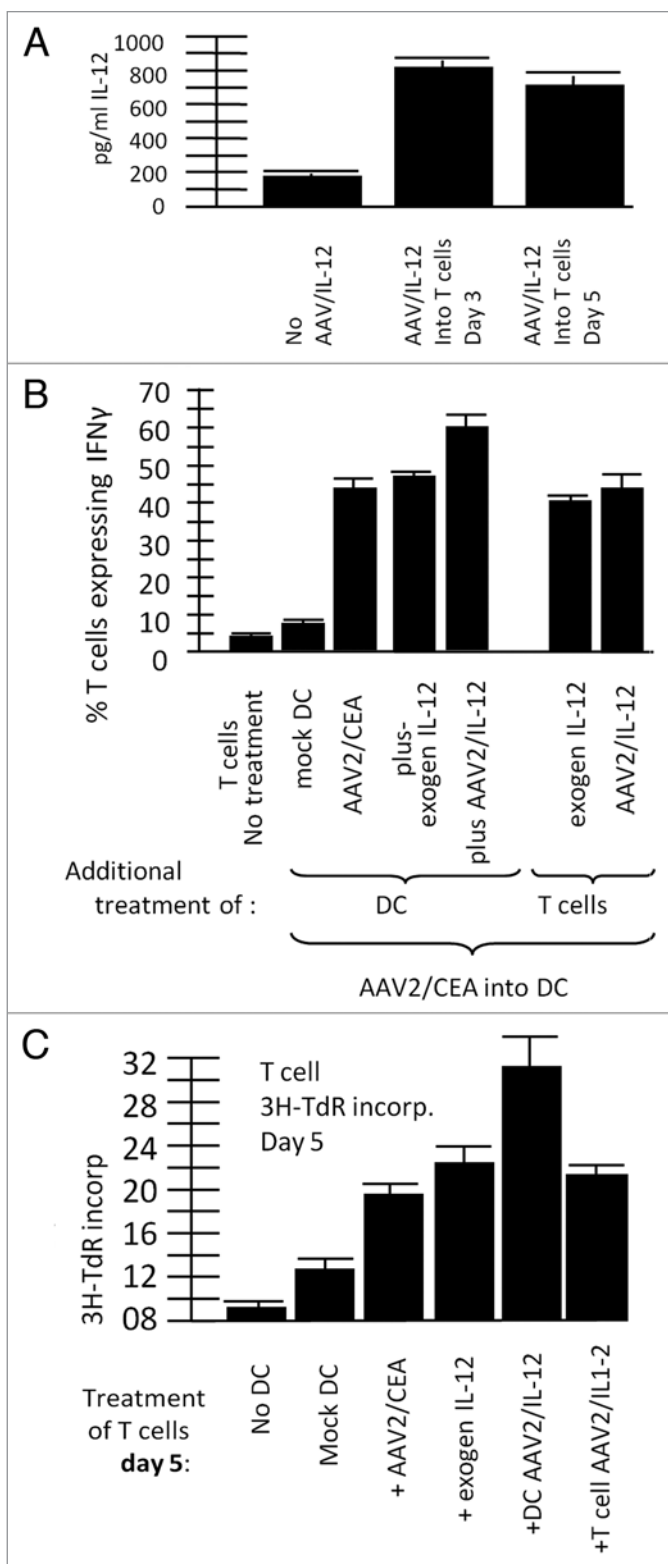 A
pg/ml IL-12
1000
800
600
400
200
0
No
AAV/IL-12
AAV/IL-12
Into T cells
Day 3
AAV/IL-12
Into T cells
Day 5
B
% T cells expressing IFNγ
70
60
50
40
30
20
10
0
T cells
No treatment
mock DC
AAV2/CEA
plus-
exogen IL-12
plus AAV2/IL-12
exogen IL-12
AAV2/IL-12
Additional
treatment of :
DC
T cells
AAV2/CEA into DC
C
3H-TdR incorp
32
28
24
20
16
12
08
T cell
3H-TdR incorp.
Day 5
Treatment
of T cells
day 5:
No DC
Mock DC
+ AAV2/CEA
+ exogen IL-12
+DC AAV2/IL-12
+T cell AAV2/IL1-2